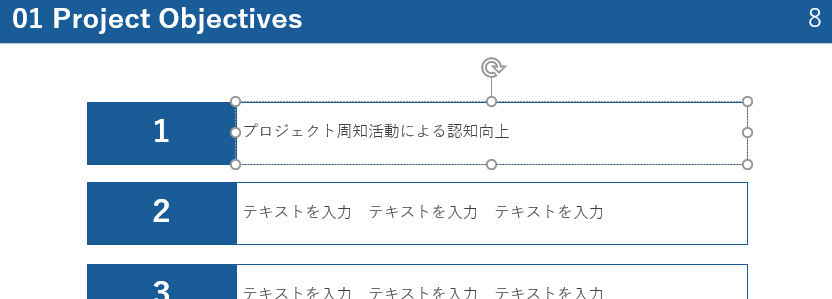 01 Project Objectives 8
1 プロジェクト周知活動による認知向上
2 テキストを入力　テキストを入力　テキストを入力
3 テキストを入力　テキストを入力　テキストを入力